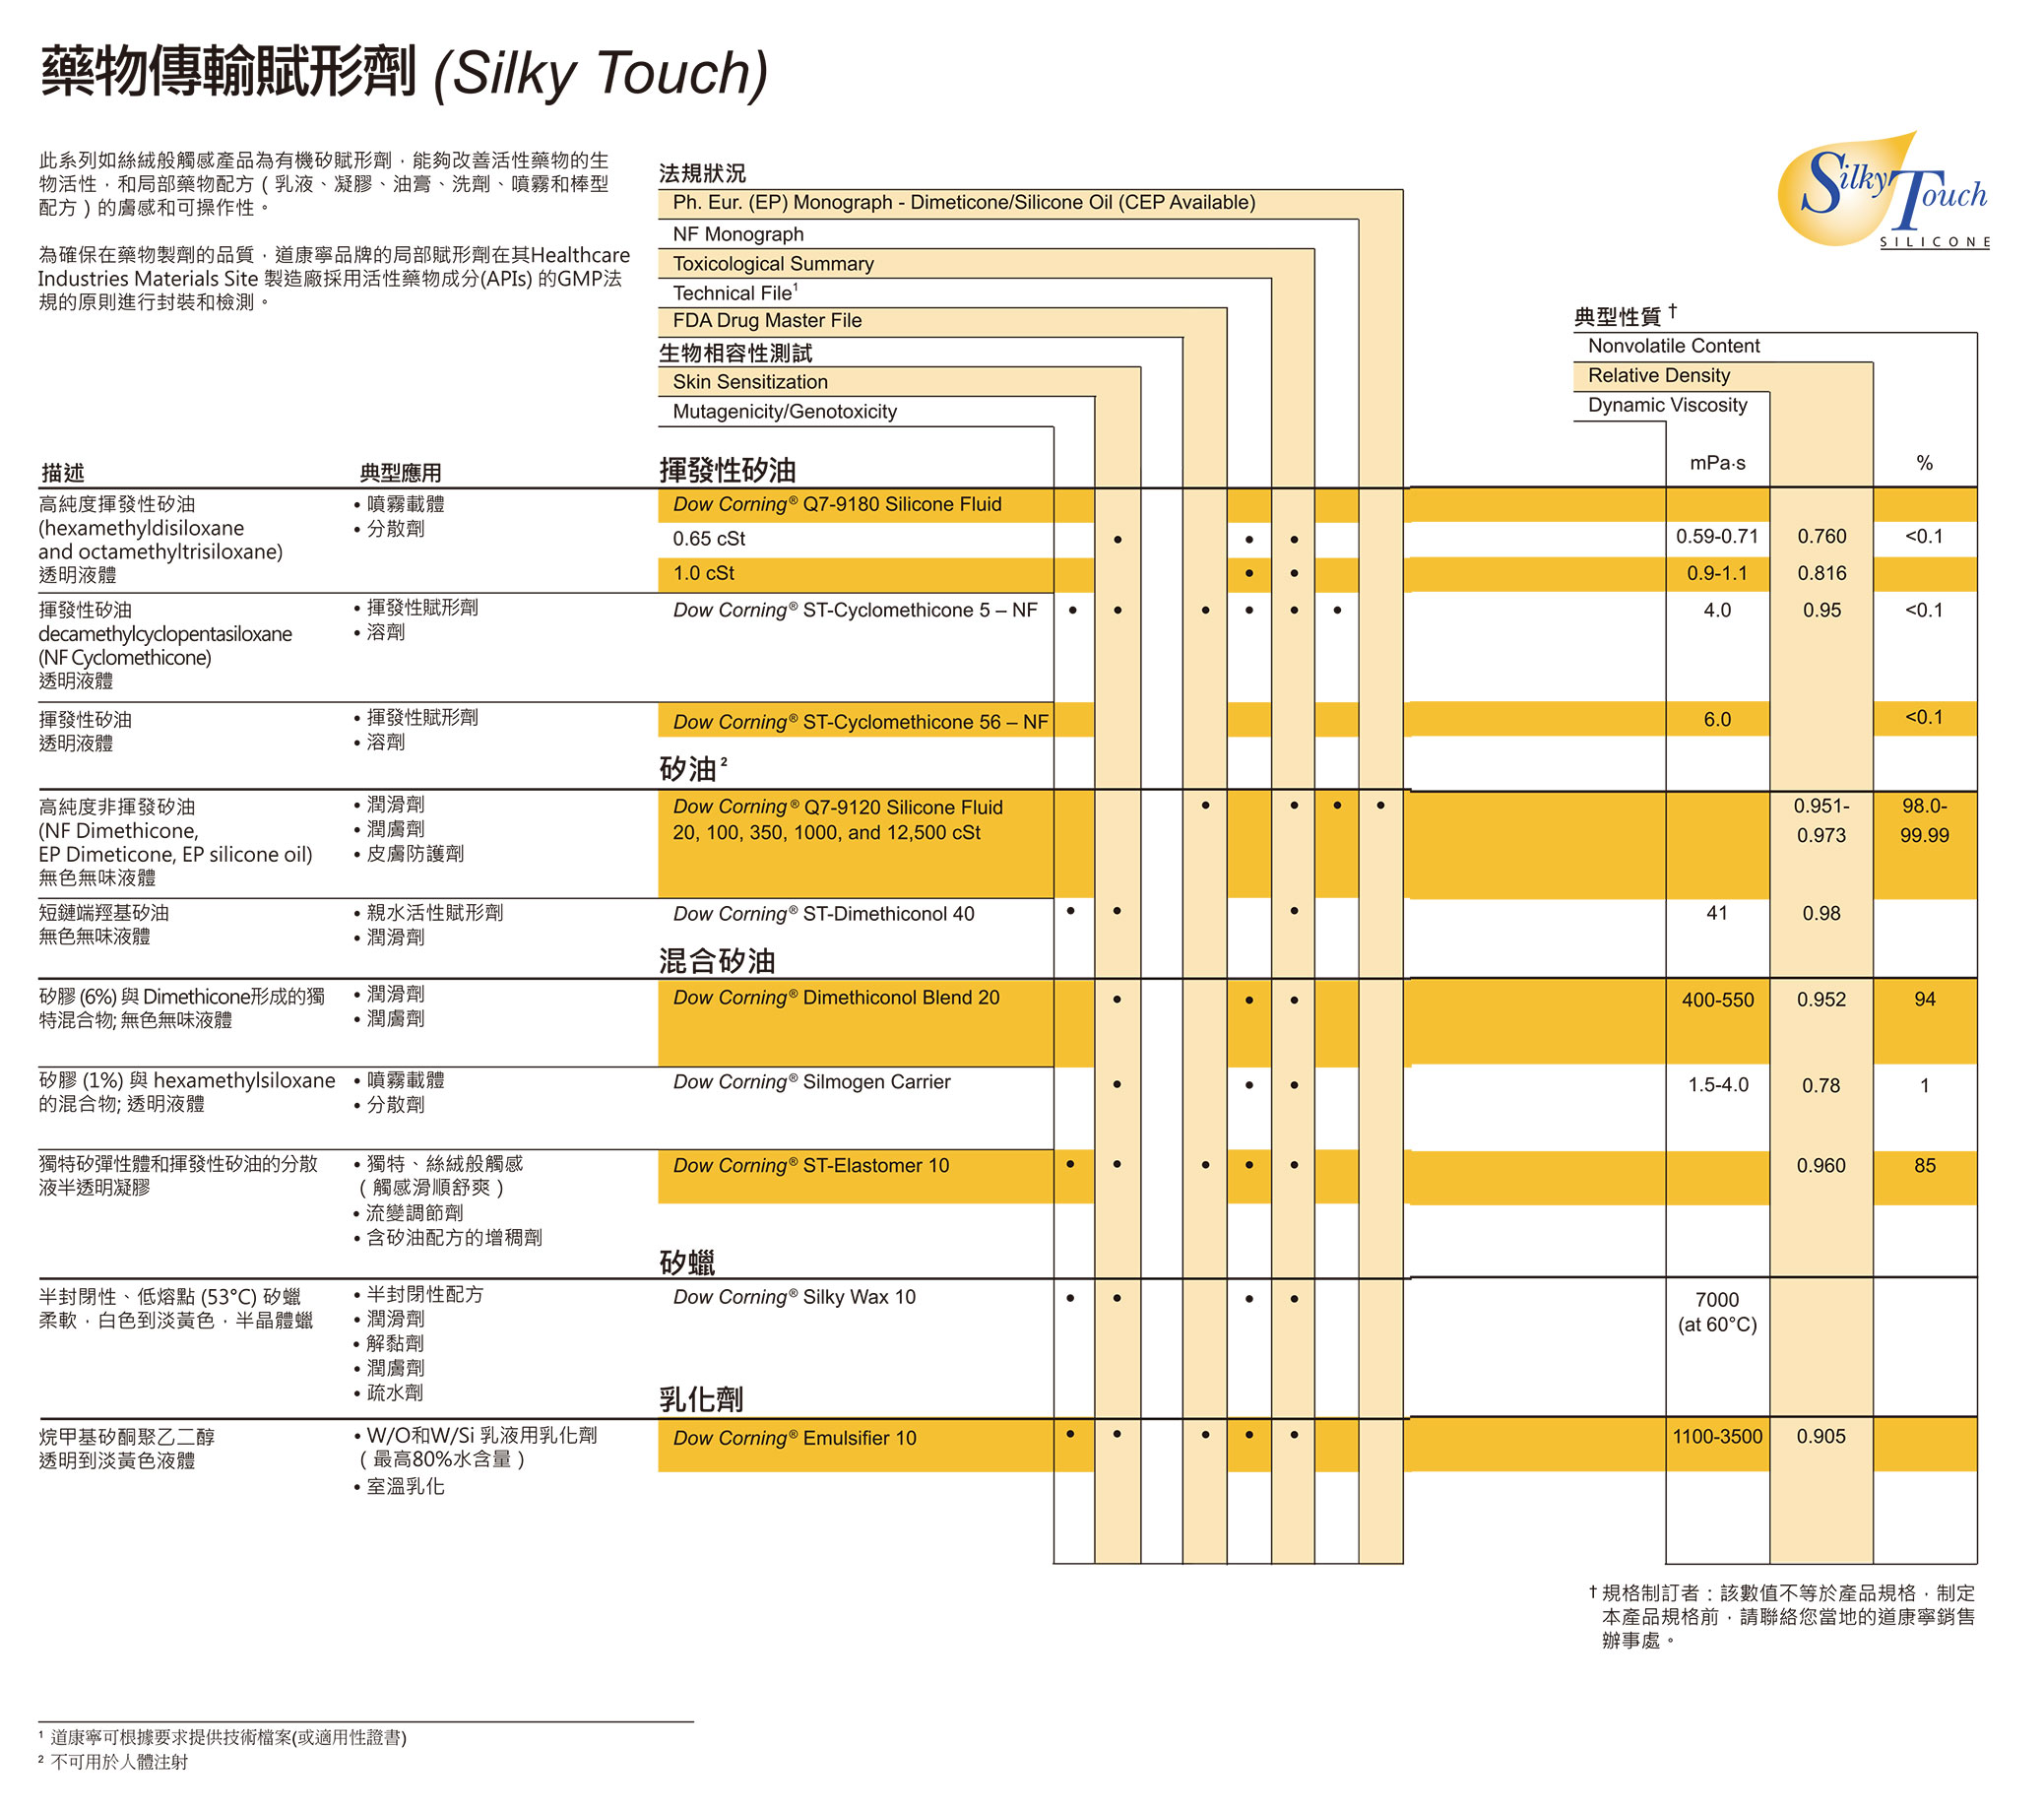 藥物傳輸賦形劑 (Silky Touch)
此系列如絲絨般觸感產品為有機矽賦形劑，能夠改善活性藥物的生
物活性，和局部藥物配方（乳液、凝膠、油膏、洗劑、噴霧和棒型
配方）的膚感和可操作性。
為確保在藥物製劑的品質，道康寧品牌的局部賦形劑在其Healthcare
Industries Materials Site 製造廠採用活性藥物成分(APIs) 的GMP法
規的原則進行封裝和檢測。
Silky Touch
SILICONE
法規狀況
Ph. Eur. (EP) Monograph - Dimeticone/Silicone Oil (CEP Available)
NF Monograph
Toxicological Summary
Technical File¹
FDA Drug Master File
生物相容性測試
Skin Sensitization
Mutagenicity/Genotoxicity
典型性質†
Nonvolatile Content
Relative Density
Dynamic Viscosity
mPa·s %
描述 典型應用 揮發性矽油
高純度揮發性矽油
(hexamethyldisiloxane
and octamethyltrisiloxane)
透明液體
• 噴霧載體
• 分散劑
Dow Corning® Q7-9180 Silicone Fluid
0.65 cSt • • • 0.59-0.71 0.760 <0.1
1.0 cSt • • 0.9-1.1 0.816
揮發性矽油
decamethylcyclopentasiloxane
(NF Cyclomethicone)
透明液體
• 揮發性賦形劑
• 溶劑
Dow Corning® ST-Cyclomethicone 5 – NF • • • • • • 4.0 0.95 <0.1
揮發性矽油
透明液體
• 揮發性賦形劑
• 溶劑
Dow Corning® ST-Cyclomethicone 56 – NF 6.0 <0.1
矽油²
高純度非揮發矽油
(NF Dimethicone,
EP Dimeticone, EP silicone oil)
無色無味液體
• 潤滑劑
• 潤膚劑
• 皮膚防護劑
Dow Corning® Q7-9120 Silicone Fluid • • • • 0.951- 98.0-
20, 100, 350, 1000, and 12,500 cSt 0.973 99.99
短鏈端羥基矽油
無色無味液體
• 親水活性賦形劑
• 潤滑劑
Dow Corning® ST-Dimethiconol 40 • • • 41 0.98
混合矽油
矽膠 (6%) 與 Dimethicone形成的獨
特混合物; 無色無味液體
• 潤滑劑
• 潤膚劑
Dow Corning® Dimethiconol Blend 20 • • • 400-550 0.952 94
矽膠 (1%) 與 hexamethylsiloxane
的混合物; 透明液體
• 噴霧載體
• 分散劑
Dow Corning® Silmogen Carrier • • • 1.5-4.0 0.78 1
獨特矽彈性體和揮發性矽油的分散
液半透明凝膠
• 獨特、絲絨般觸感
（觸感滑順舒爽）
• 流變調節劑
• 含矽油配方的增稠劑
Dow Corning® ST-Elastomer 10 • • • • • 0.960 85
矽蠟
半封閉性、低熔點 (53°C) 矽蠟
柔軟，白色到淡黃色，半晶體蠟
• 半封閉性配方
• 潤滑劑
• 解黏劑
• 潤膚劑
• 疏水劑
Dow Corning® Silky Wax 10 • • • • 7000
(at 60°C)
乳化劑
烷甲基矽酮聚乙二醇
透明到淡黃色液體
• W/O和W/Si 乳液用乳化劑
（最高80%水含量）
• 室溫乳化
Dow Corning® Emulsifier 10 • • • • • 1100-3500 0.905
† 規格制訂者：該數值不等於產品規格，制定
本產品規格前，請聯絡您當地的道康寧銷售
辦事處。
¹ 道康寧可根據要求提供技術檔案(或適用性證書)
² 不可用於人體注射